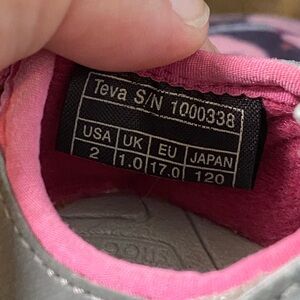 Teva S/N 1000338
USA UK EU JAPAN
2 1.0 17.0 120